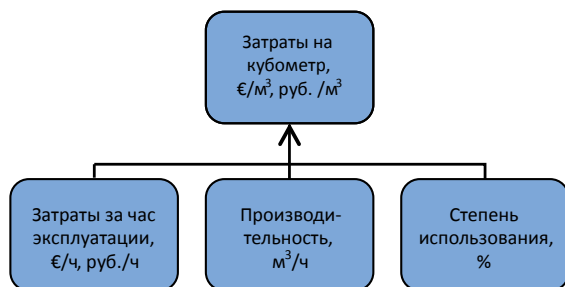 Затраты на
кубометр,
€/м³, руб. /м³
Затраты за час
эксплуатации,
€/ч, руб./ч
Производи-
тельность,
м³/ч
Степень
использования,
%